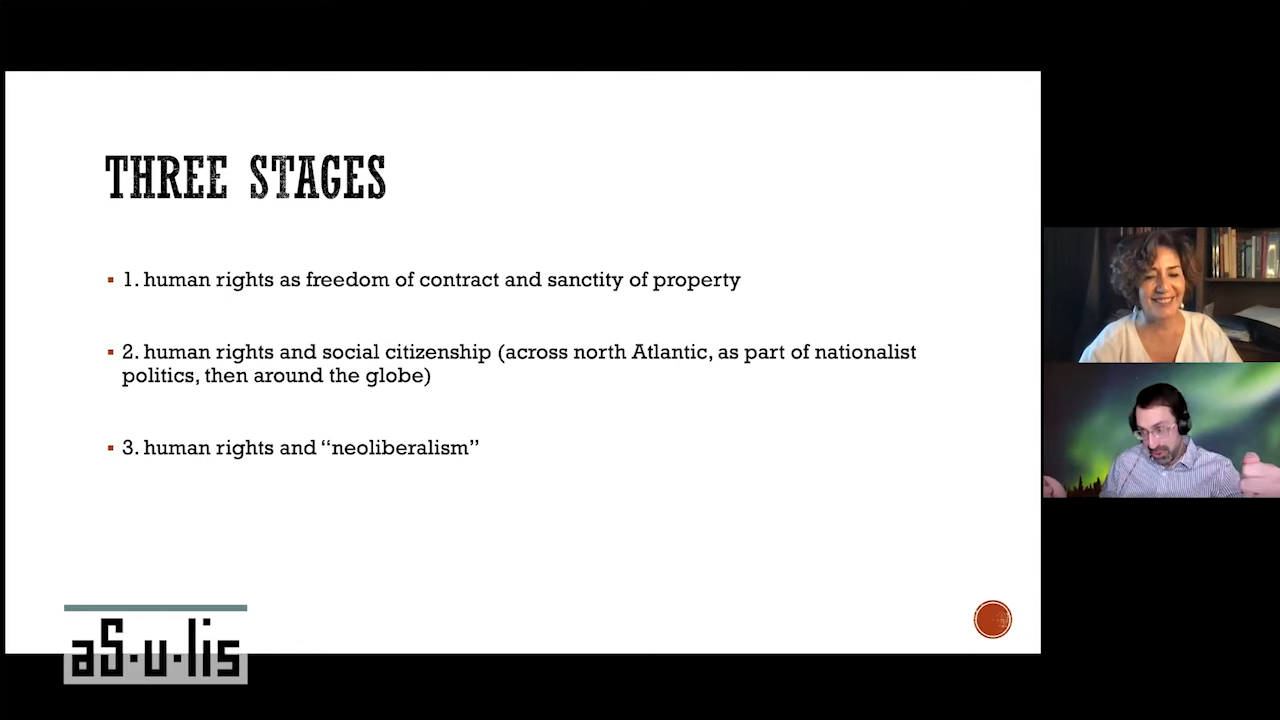 THREE STAGES
1. human rights as freedom of contract and sanctity of property
2. human rights and social citizenship (across north Atlantic, as part of nationalist
politics, then around the globe)
3. human rights and “neoliberalism”
aS·u·lis